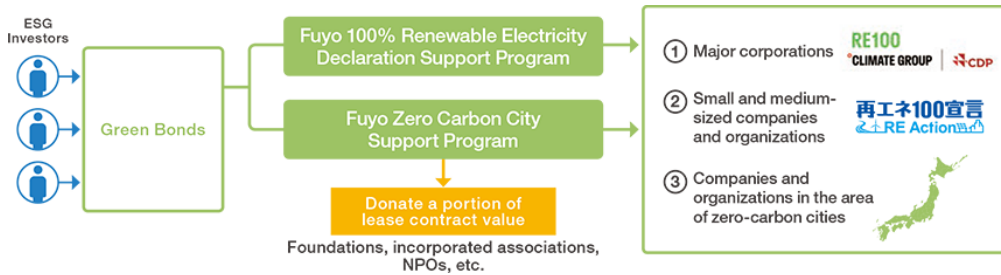 ESG
Investors
Green Bonds
Fuyo 100% Renewable Electricity
Declaration Support Program
Fuyo Zero Carbon City
Support Program
Donate a portion of
lease contract value
Foundations, incorporated associations,
NPOs, etc.
1 Major corporations
RE100
°CLIMATE GROUP
CDP
2 Small and medium-
sized companies
and organizations
再エネ100宣言
RE Action
3 Companies and
organizations in the area
of zero-carbon cities